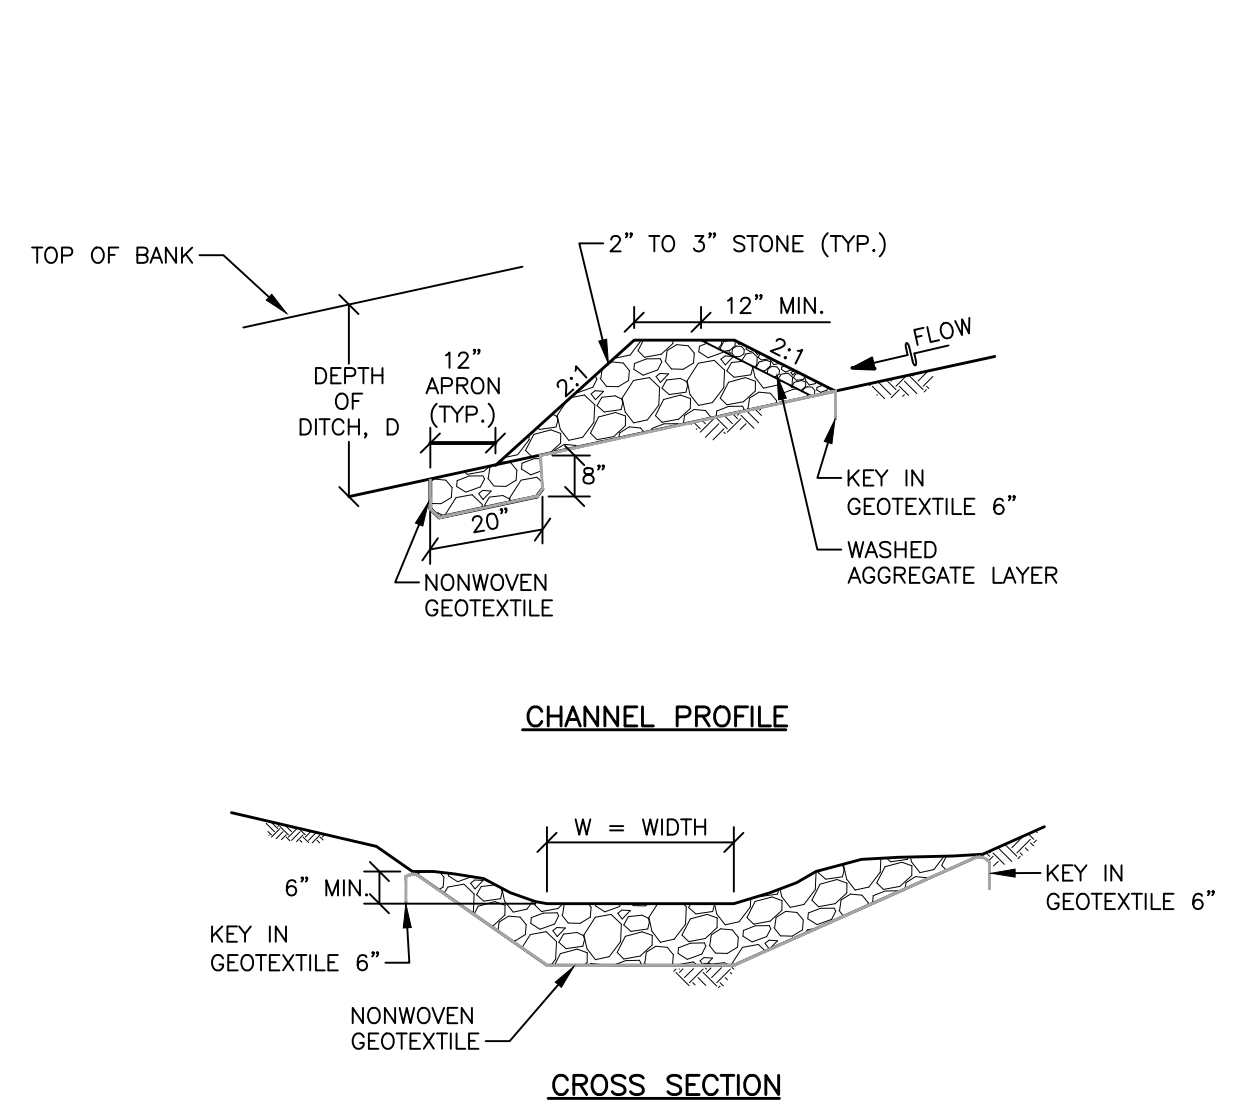 2” TO 3” STONE (TYP.)
TOP OF BANK
12” MIN.
FLOW
2:1
12”
APRON
(TYP.)
2:1
DEPTH
OF
DITCH, D
8”
KEY IN
GEOTEXTILE 6”
20”
WASHED
AGGREGATE LAYER
NONWOVEN
GEOTEXTILE
CHANNEL PROFILE
W = WIDTH
6” MIN.
KEY IN
GEOTEXTILE 6”
KEY IN
GEOTEXTILE 6”
NONWOVEN
GEOTEXTILE
CROSS SECTION